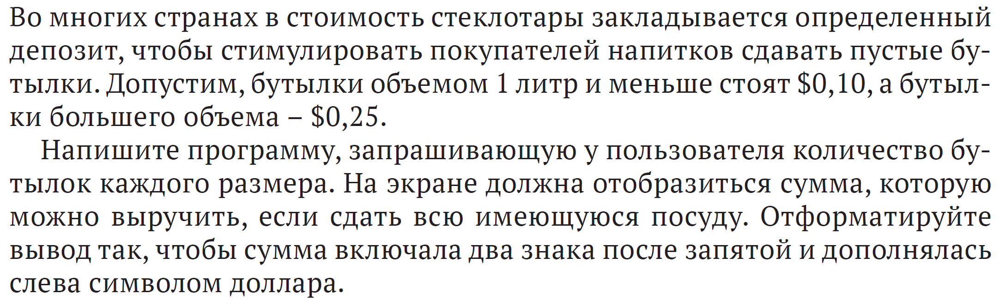 Во многих странах в стоимость стеклотары закладывается определенный
депозит, чтобы стимулировать покупателей напитков сдавать пустые бу-
тылки. Допустим, бутылки объемом 1 литр и меньше стоят $0,10, а бутыл-
ки большего объема – $0,25.
Напишите программу, запрашивающую у пользователя количество бу-
тылок каждого размера. На экране должна отобразиться сумма, которую
можно выручить, если сдать всю имеющуюся посуду. Отформатируйте
вывод так, чтобы сумма включала два знака после запятой и дополнялась
слева символом доллара.